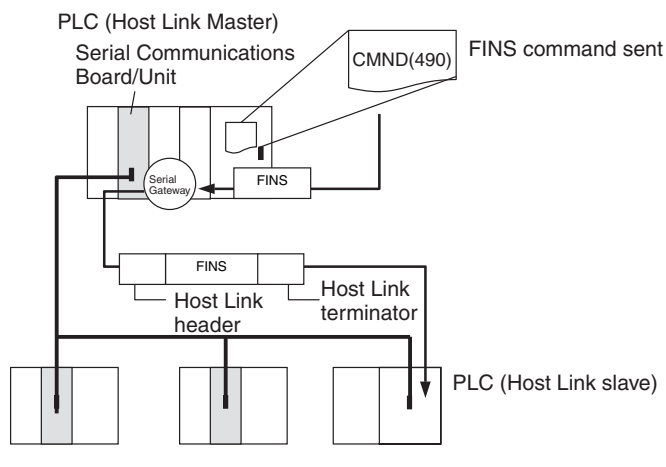 PLC (Host Link Master)
Serial Communications
Board/Unit
CMND(490)
FINS command sent
Serial
Gateway
FINS
FINS
Host Link
header
Host Link
terminator
PLC (Host Link slave)